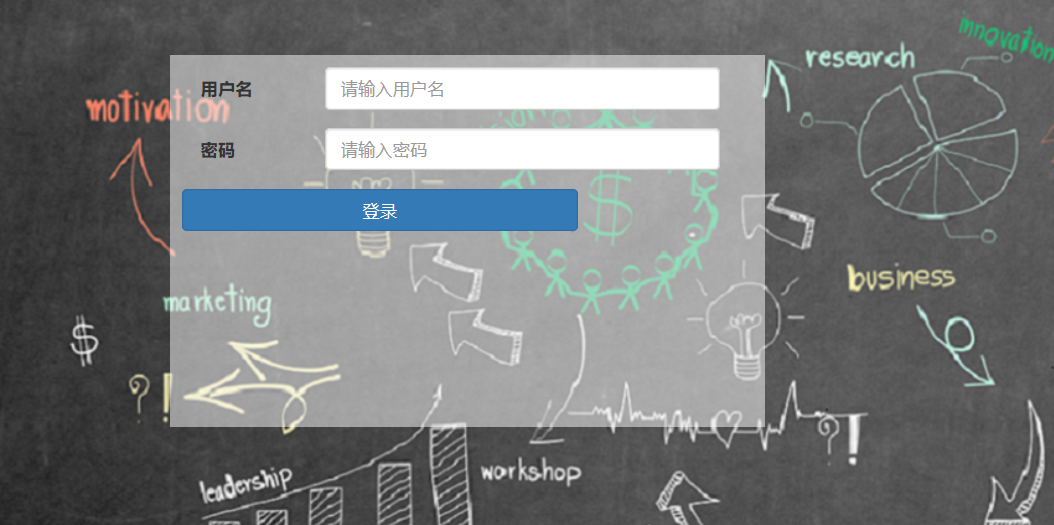 innovation
research
用户名 请输入用户名
motivation
密码 请输入密码
$
登录
business
marketing
$
? !
? !
workshop
leadership